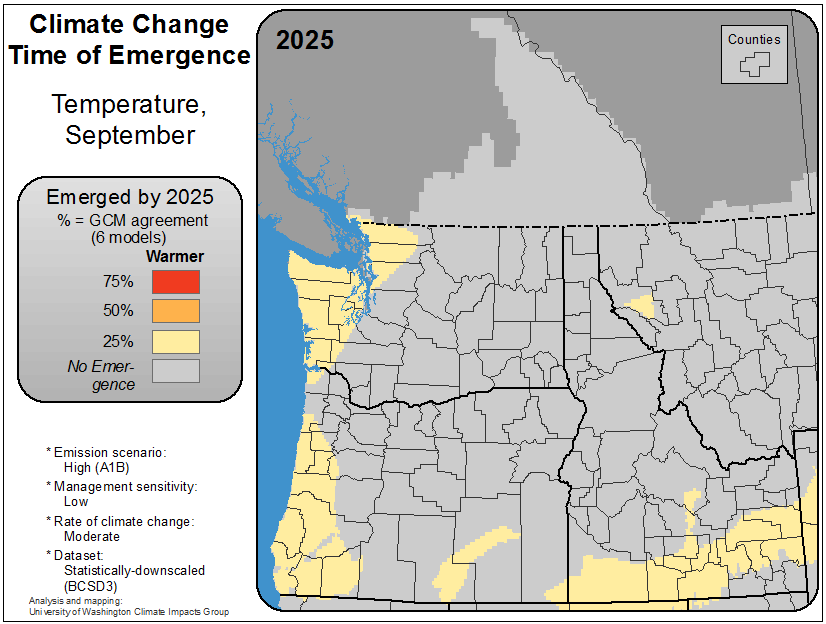 Climate Change
Time of Emergence
Temperature,
September
Emerged by 2025
% = GCM agreement
(6 models)
Warmer
75%
50%
25%
No Emer-
gence
* Emission scenario:
High (A1B)
* Management sensitivity:
Low
* Rate of climate change:
Moderate
* Dataset:
Statistically-downscaled
(BCSD3)
Analysis and mapping:
University of Washington Climate Impacts Group
2025
Counties